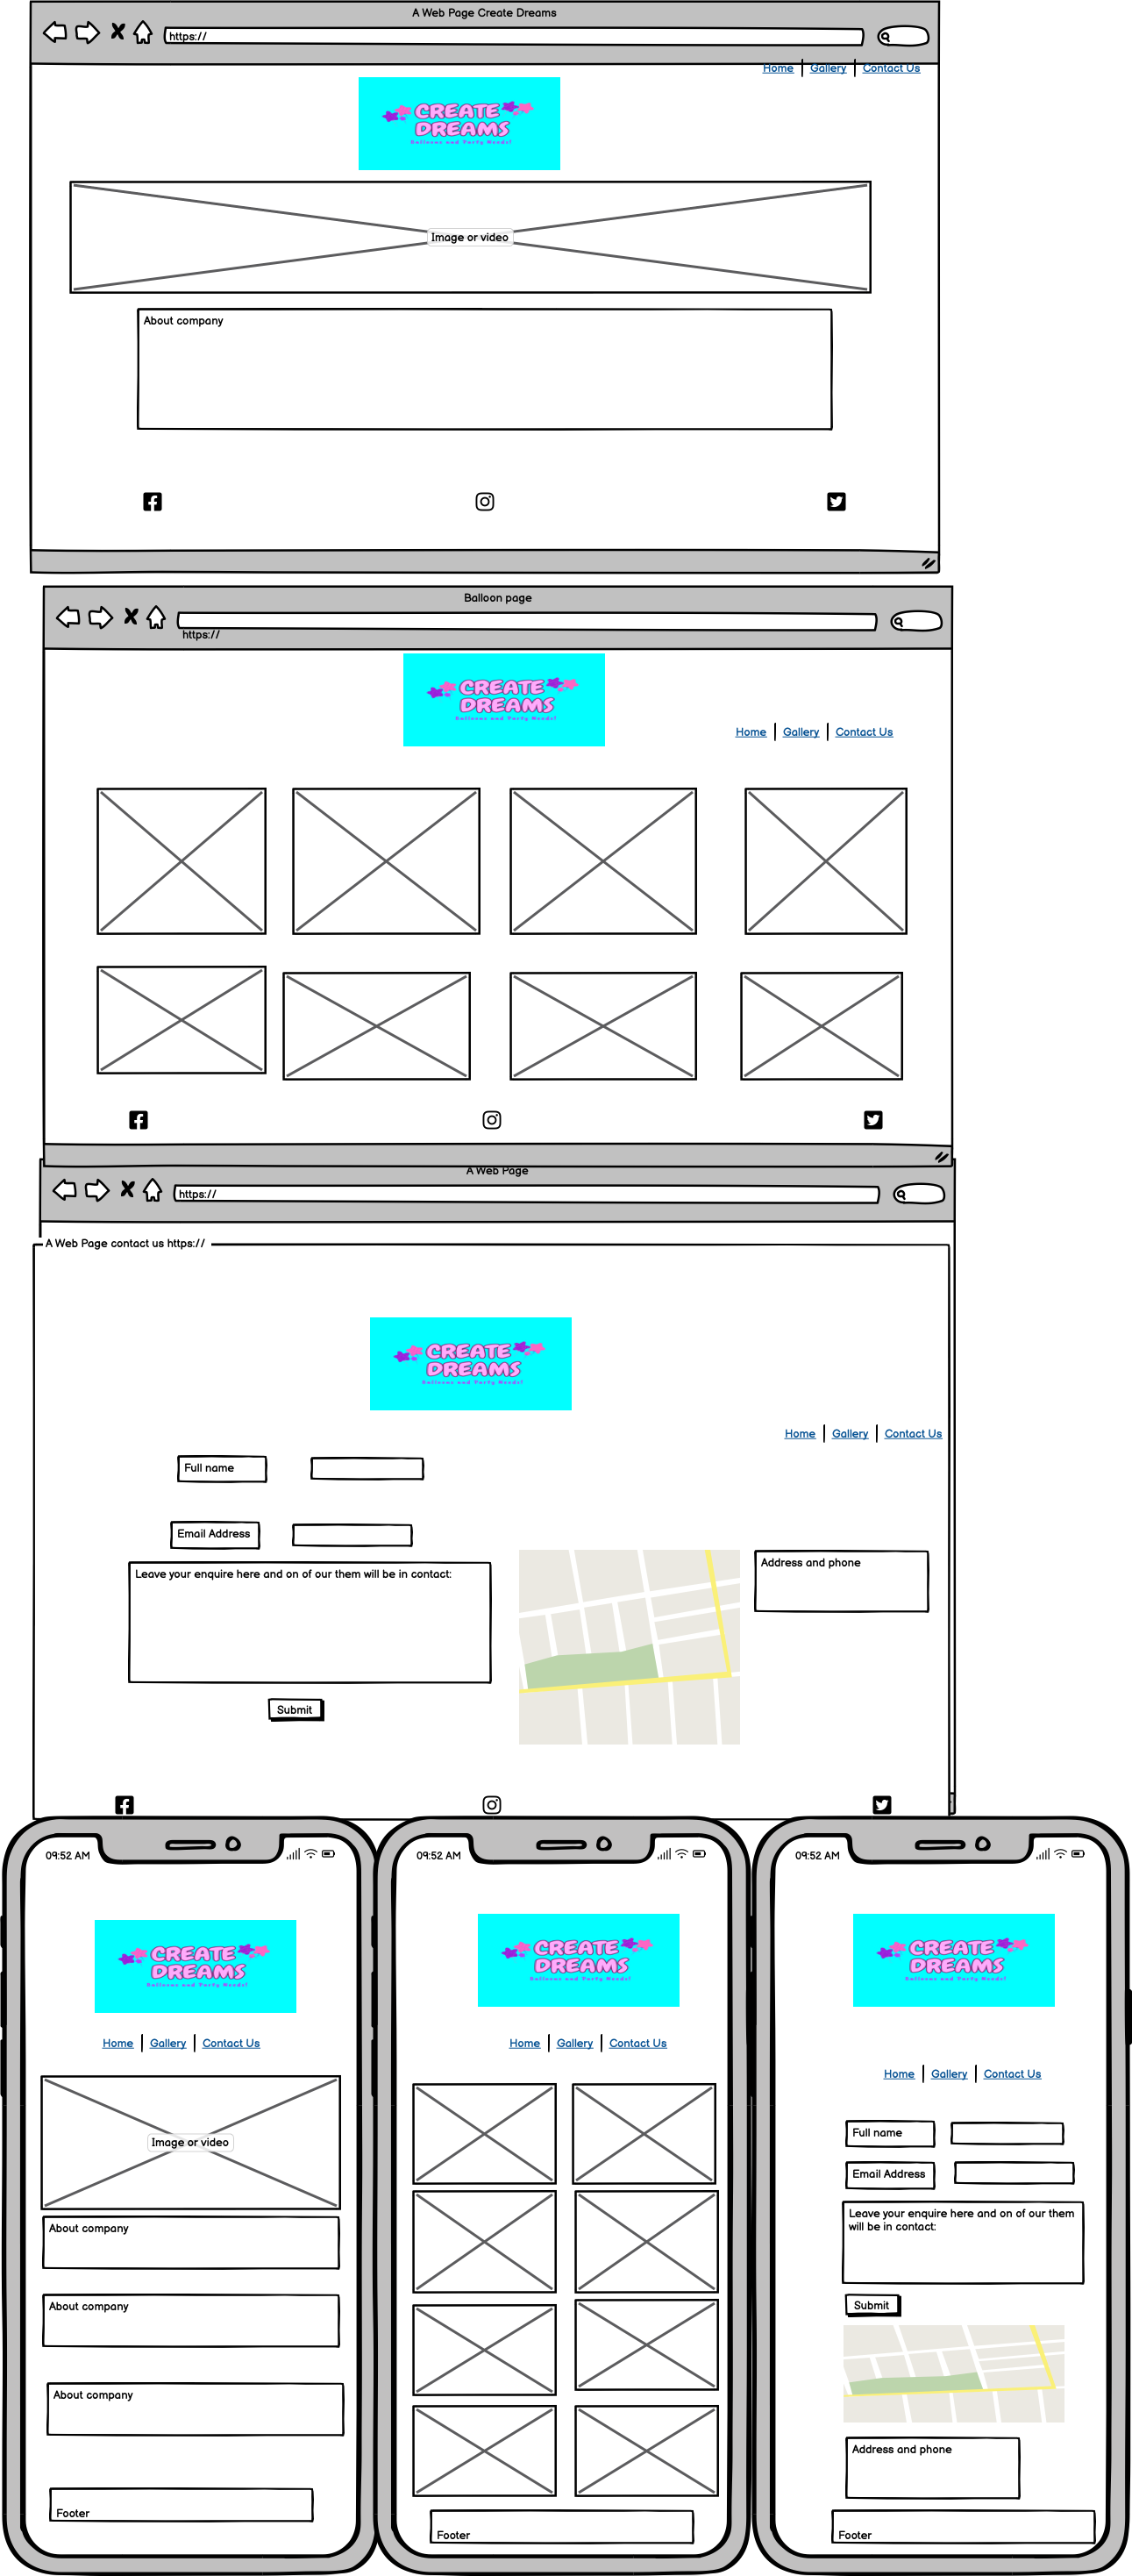 A Web Page Create Dreams
https://
Home Gallery Contact Us
CREATE
DREAMS
Balloons and Party Needs!
Image or video
About company
Balloon page
https://
CREATE
DREAMS
Balloons and Party Needs!
Home Gallery Contact Us
A Web Page
https://
A Web Page contact us https://
CREATE
DREAMS
Balloons and Party Needs!
Home Gallery Contact Us
Full name
Email Address
Leave your enquire here and on of our them will be in contact:
Address and phone
Submit
09:52 AM
CREATE
DREAMS
Balloons and Party Needs!
Home Gallery Contact Us
Image or video
About company
About company
About company
Footer
09:52 AM
CREATE
DREAMS
Balloons and Party Needs!
Home Gallery Contact Us
Footer
09:52 AM
CREATE
DREAMS
Balloons and Party Needs!
Home Gallery Contact Us
Full name
Email Address
Leave your enquire here and on of our them
will be in contact:
Submit
Address and phone
Footer